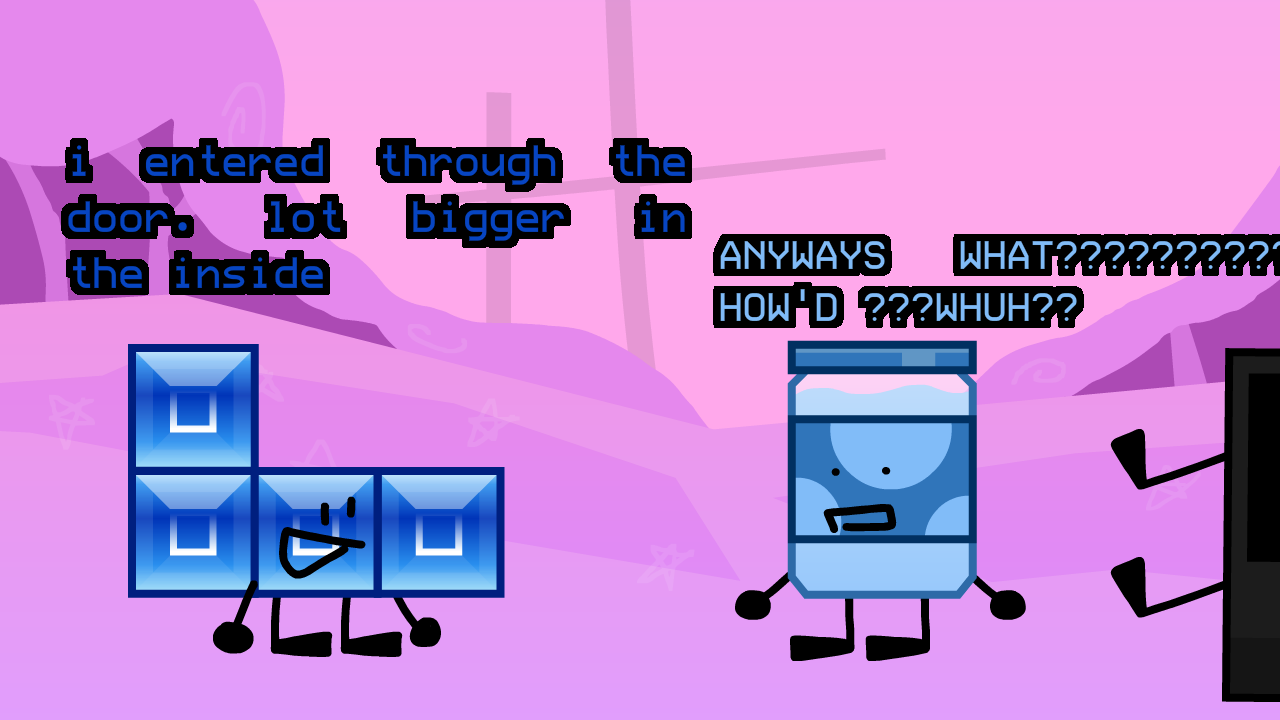 i entered through the
door. lot bigger in
the inside
ANYWAYS WHAT??????????
HOW'D ???WHUH??